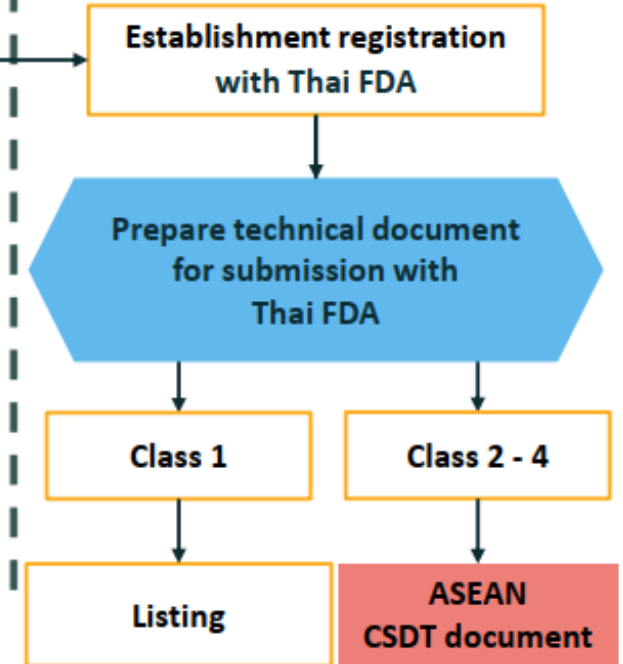 Establishment registration
with Thai FDA
Prepare technical document
for submission with
Thai FDA
Class 1
Class 2 - 4
Listing
ASEAN
CSDT document